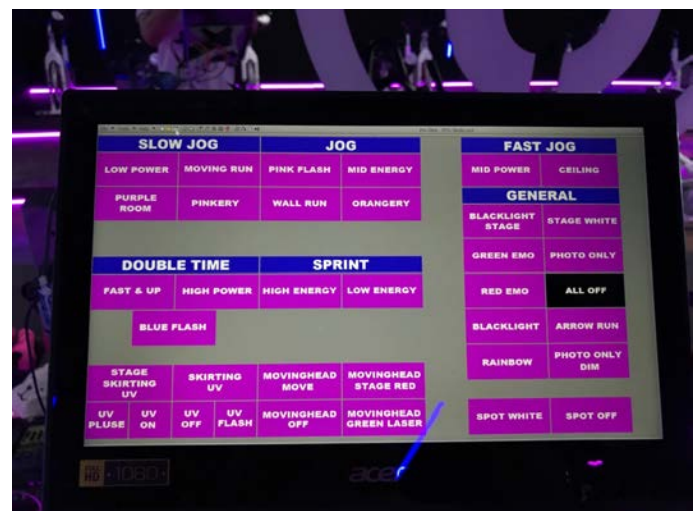 SLOW JOG
JOG
FAST JOG
LOW POWER
MOVING RUN
PINK FLASH
MID ENERGY
MID POWER
CEILING
PURPLE
ROOM
PINKERY
WALL RUN
ORANGERY
GENERAL
BLACKLIGHT
STAGE
STAGE WHITE
GREEN EMO
PHOTO ONLY
DOUBLE TIME
SPRINT
FAST & UP
HIGH POWER
HIGH ENERGY
LOW ENERGY
RED EMO
ALL OFF
BLUE FLASH
BLACKLIGHT
ARROW RUN
RAINBOW
PHOTO ONLY
DIM
STAGE
SKIRTING
UV
SKIRTING
UV
MOVINGHEAD
MOVE
MOVINGHEAD
STAGE RED
UV
PLUSE
UV
ON
UV
OFF
UV
FLASH
MOVINGHEAD
OFF
MOVINGHEAD
GREEN LASER
SPOT WHITE
SPOT OFF
FULL
HD
1080
acer